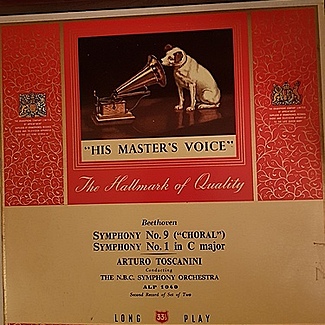 "HIS MASTER'S VOICE"
The Hallmark of Quality
Beethoven
SYMPHONY No. 9 ("CHORAL")
SYMPHONY No. 1 in C major
ARTURO TOSCANINI
Conducting
THE N.B.C. SYMPHONY ORCHESTRA
ALP 1040
Second Record of Set of Two
LONG 33⅓ PLAY